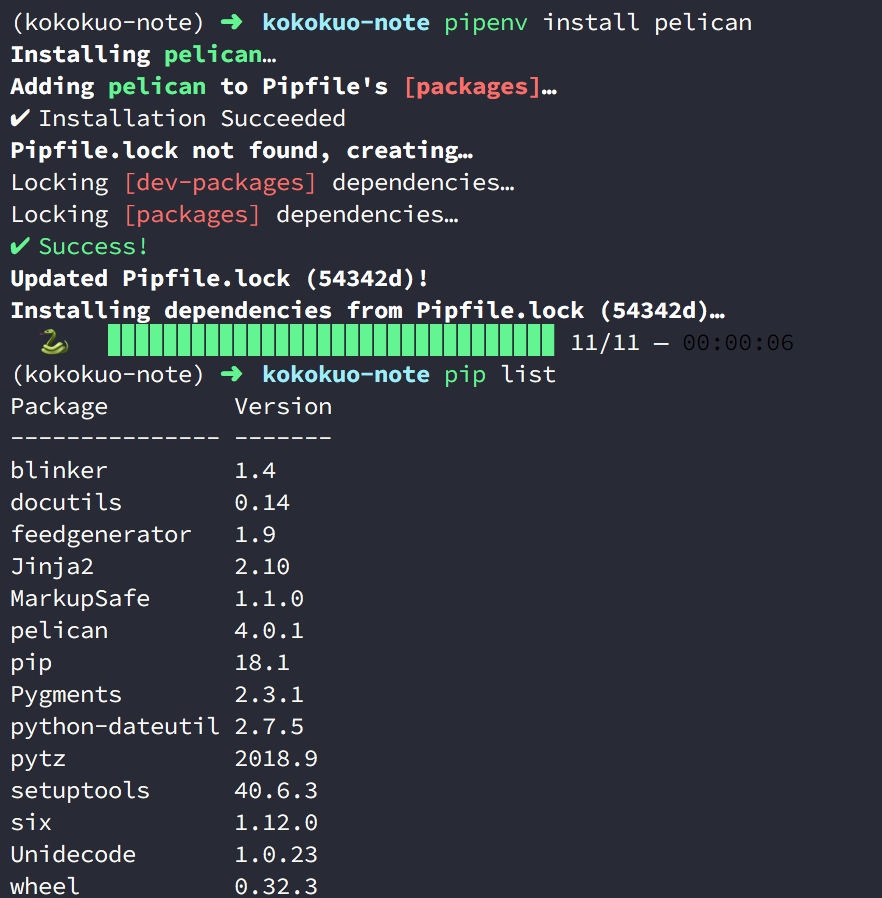 (kokokuo-note) ➜ kokokuo-note pipenv install pelican
Installing pelican…
Adding pelican to Pipfile's [packages]…
✔ Installation Succeeded
Pipfile.lock not found, creating…
Locking [dev-packages] dependencies…
Locking [packages] dependencies…
✔ Success!
Updated Pipfile.lock (54342d)!
Installing dependencies from Pipfile.lock (54342d)…
🐍 ▉▉▉▉▉▉▉▉▉▉▉▉▉▉▉▉▉▉▉▉▉▉▉▉▉▉▉▉▉▉▉▉ 11/11 — 00:00:06
(kokokuo-note) ➜ kokokuo-note pip list
Package Version
--------------- -------
blinker 1.4
docutils 0.14
feedgenerator 1.9
Jinja2 2.10
MarkupSafe 1.1.0
pelican 4.0.1
pip 18.1
Pygments 2.3.1
python-dateutil 2.7.5
pytz 2018.9
setuptools 40.6.3
six 1.12.0
Unidecode 1.0.23
wheel 0.32.3